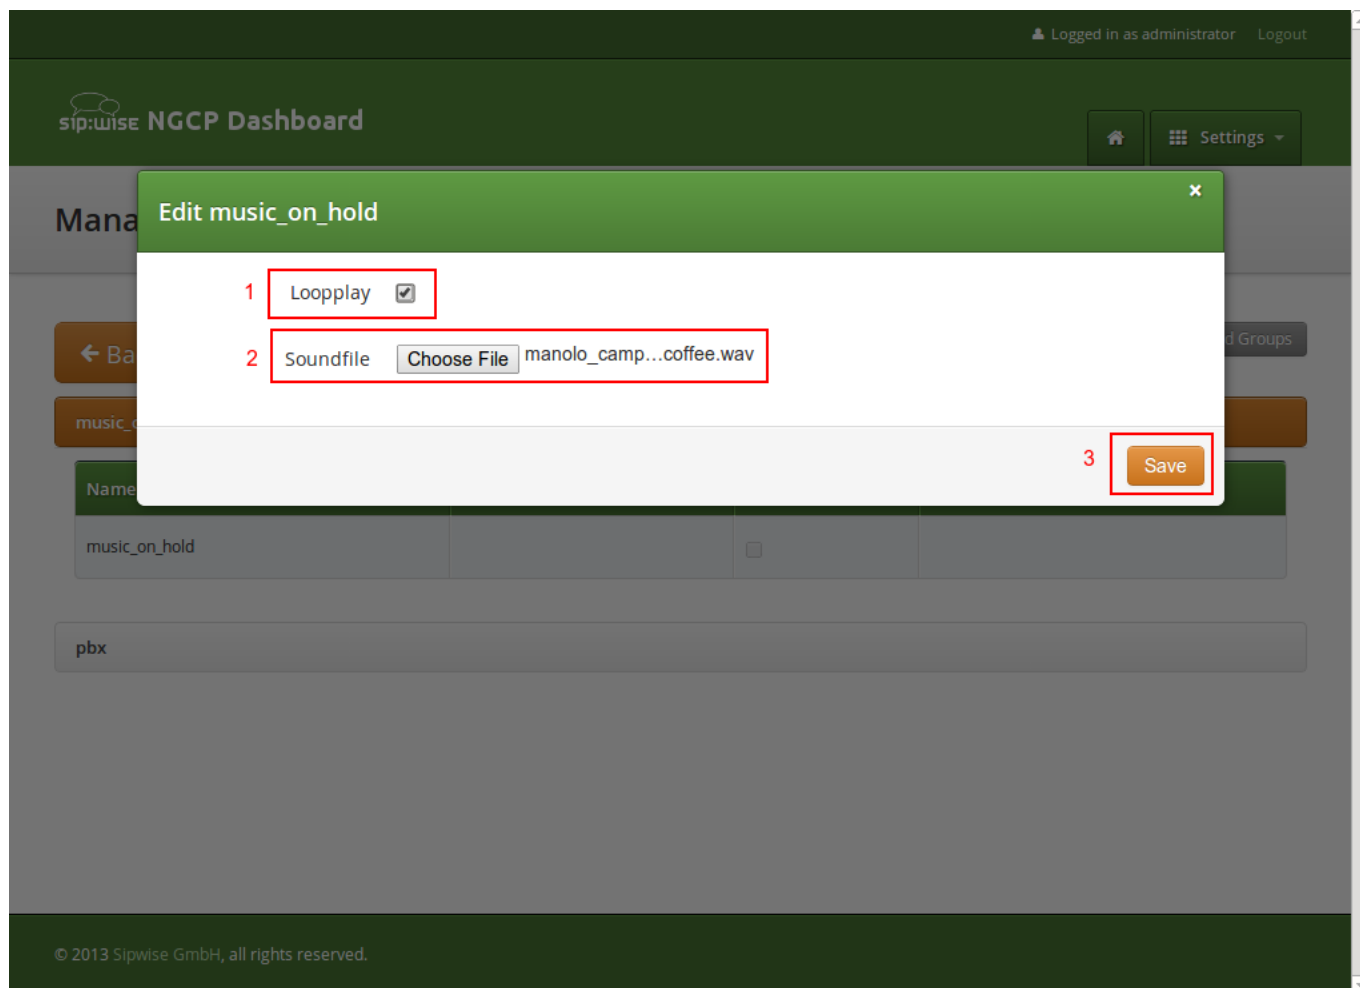 Logged in as administrator Logout
sip:wise NGCP Dashboard
Settings
Mana
Edit music_on_hold
×
1 Loopplay
2 Soundfile Choose File manolo_camp...coffee.wav
Ba
d Groups
music_o
3 Save
Name
music_on_hold
pbx
© 2013 Sipwise GmbH, all rights reserved.